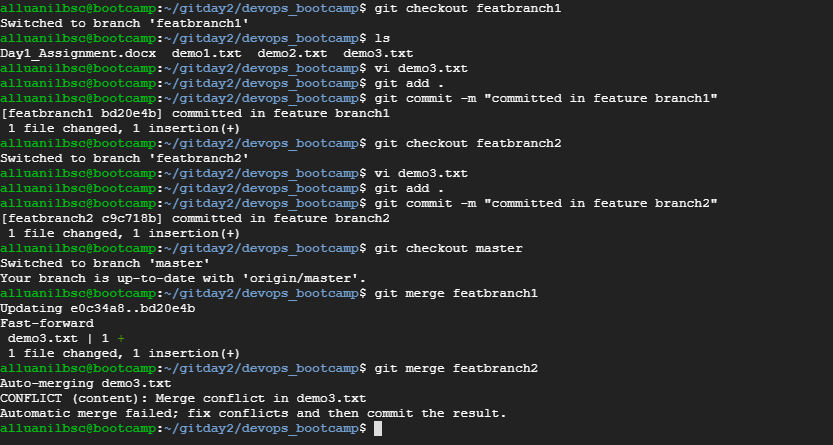 alluanilbsc@bootcamp:~/gitday2/devops_bootcamp$ git checkout featbranch1
Switched to branch 'featbranch1'
alluanilbsc@bootcamp:~/gitday2/devops_bootcamp$ ls
Day1_Assignment.docx  demo1.txt  demo2.txt  demo3.txt
alluanilbsc@bootcamp:~/gitday2/devops_bootcamp$ vi demo3.txt
alluanilbsc@bootcamp:~/gitday2/devops_bootcamp$ git add .
alluanilbsc@bootcamp:~/gitday2/devops_bootcamp$ git commit -m "committed in feature branch1"
[featbranch1 bd20e4b] committed in feature branch1
 1 file changed, 1 insertion(+)
alluanilbsc@bootcamp:~/gitday2/devops_bootcamp$ git checkout featbranch2
Switched to branch 'featbranch2'
alluanilbsc@bootcamp:~/gitday2/devops_bootcamp$ vi demo3.txt
alluanilbsc@bootcamp:~/gitday2/devops_bootcamp$ git add .
alluanilbsc@bootcamp:~/gitday2/devops_bootcamp$ git commit -m "committed in feature branch2"
[featbranch2 c9c718b] committed in feature branch2
 1 file changed, 1 insertion(+)
alluanilbsc@bootcamp:~/gitday2/devops_bootcamp$ git checkout master
Switched to branch 'master'
Your branch is up-to-date with 'origin/master'.
alluanilbsc@bootcamp:~/gitday2/devops_bootcamp$ git merge featbranch1
Updating e0c34a8..bd20e4b
Fast-forward
 demo3.txt | 1 +
 1 file changed, 1 insertion(+)
alluanilbsc@bootcamp:~/gitday2/devops_bootcamp$ git merge featbranch2
Auto-merging demo3.txt
CONFLICT (content): Merge conflict in demo3.txt
Automatic merge failed; fix conflicts and then commit the result.
alluanilbsc@bootcamp:~/gitday2/devops_bootcamp$